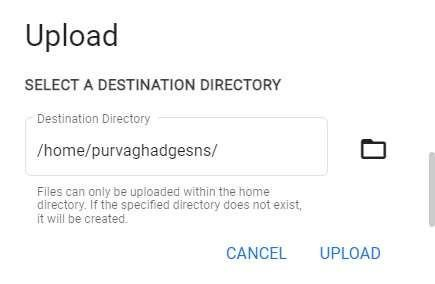 Upload
SELECT A DESTINATION DIRECTORY
Destination Directory
/home/purvaghadgesns/
Files can only be uploaded within the home
directory. If the specified directory does not exist,
it will be created.
CANCEL UPLOAD